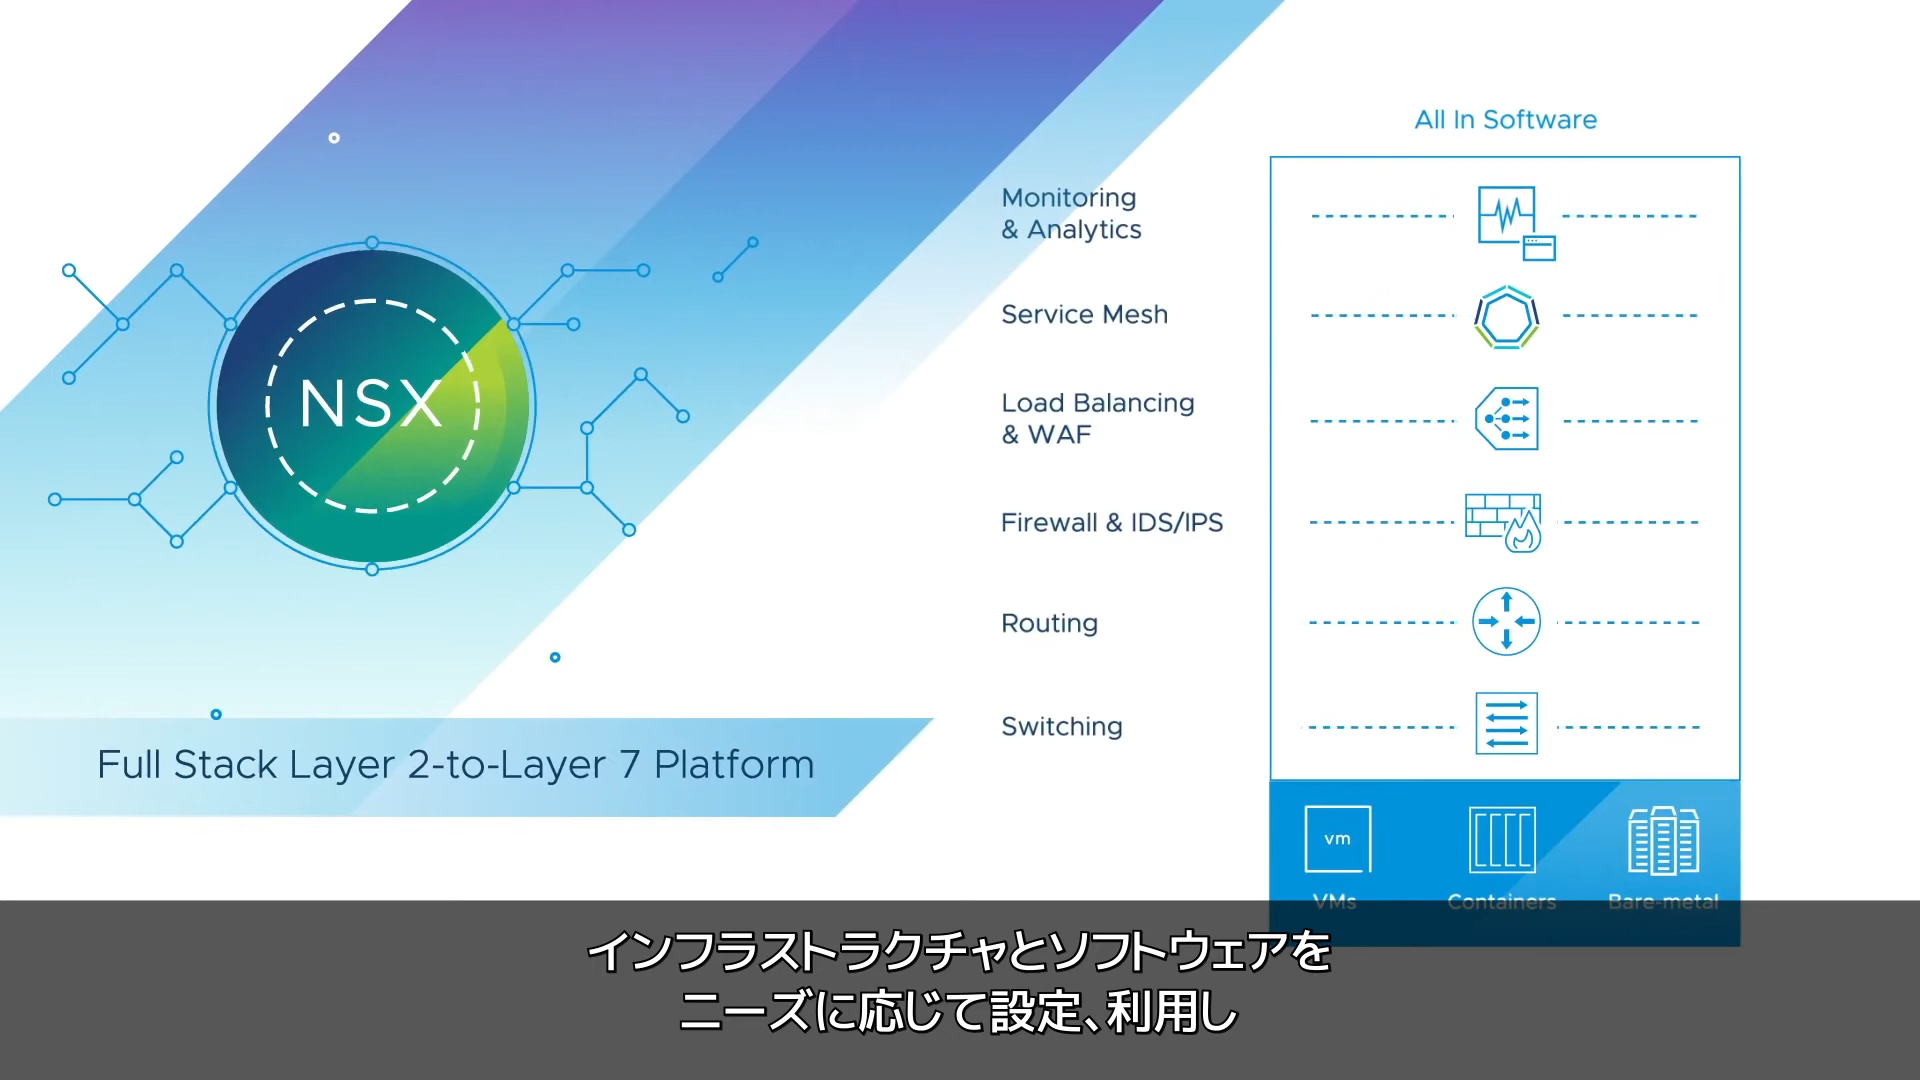 All In Software
Monitoring
& Analytics
Service Mesh
Load Balancing
& WAF
Firewall & IDS/IPS
Routing
Switching
NSX
Full Stack Layer 2-to-Layer 7 Platform
vm
VMs
Containers
Bare-metal
インフラストラクチャとソフトウェアを
ニーズに応じて設定、利用し